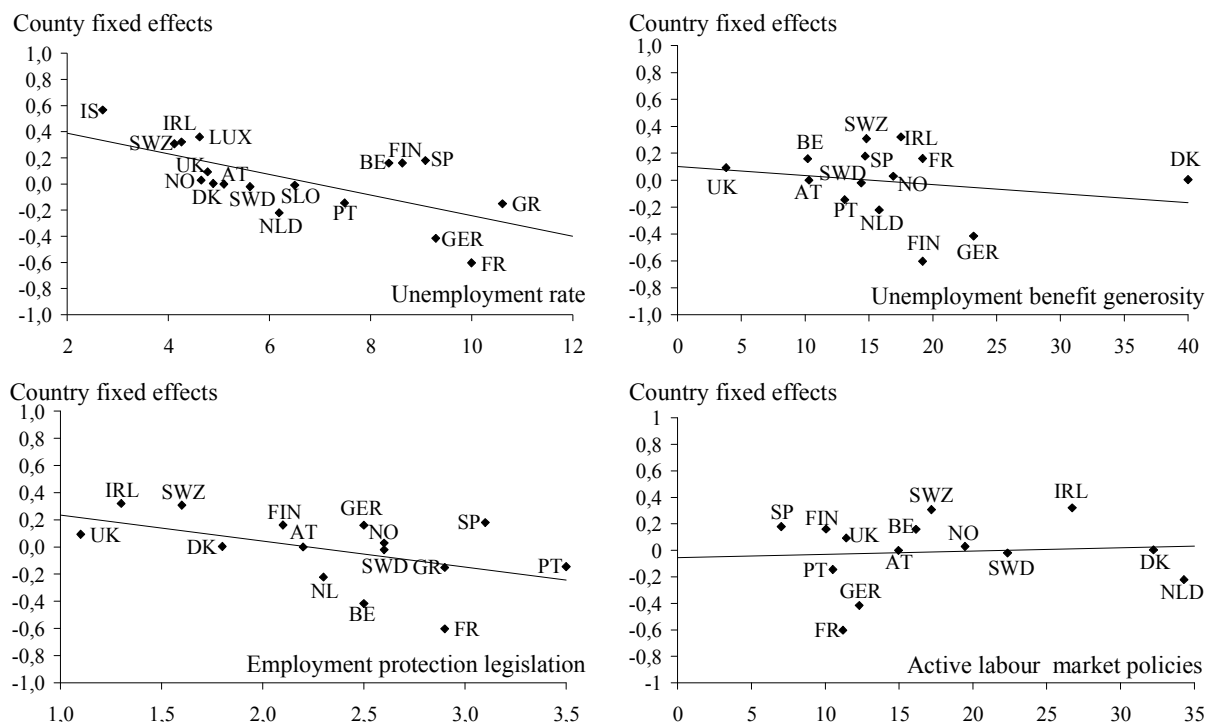 County fixed effects
1,0
0,8
0,6
0,4
0,2
0,0
-0,2
-0,4
-0,6
-0,8
-1,0
IS
IRL
SWZ
LUX
UK
NO
AT
DK
SWD
SLO
NLD
PT
BE
FIN
SP
GR
GER
FR
Unemployment rate
2 4 6 8 10 12
Country fixed effects
1,0
0,8
0,6
0,4
0,2
0,0
-0,2
-0,4
-0,6
-0,8
-1,0
SWZ
IRL
BE
SP
FR
DK
UK
AT
SWD
NO
PT
NLD
FIN
GER
Unemployment benefit generosity
0 5 10 15 20 25 30 35 40
Country fixed effects
1,0
0,8
0,6
0,4
0,2
0,0
-0,2
-0,4
-0,6
-0,8
-1,0
IRL
SWZ
UK
DK
FIN
AT
GER
NO
SP
SWD
GR
PT
NL
BE
FR
Employment protection legislation
1,0 1,5 2,0 2,5 3,0 3,5
Country fixed effects
1
0,8
0,6
0,4
0,2
0
-0,2
-0,4
-0,6
-0,8
-1
SP
FIN
UK
BE
SWZ
IRL
NO
AT
SWD
DK
PT
GER
NLD
FR
Active labour market policies
0 5 10 15 20 25 30 35